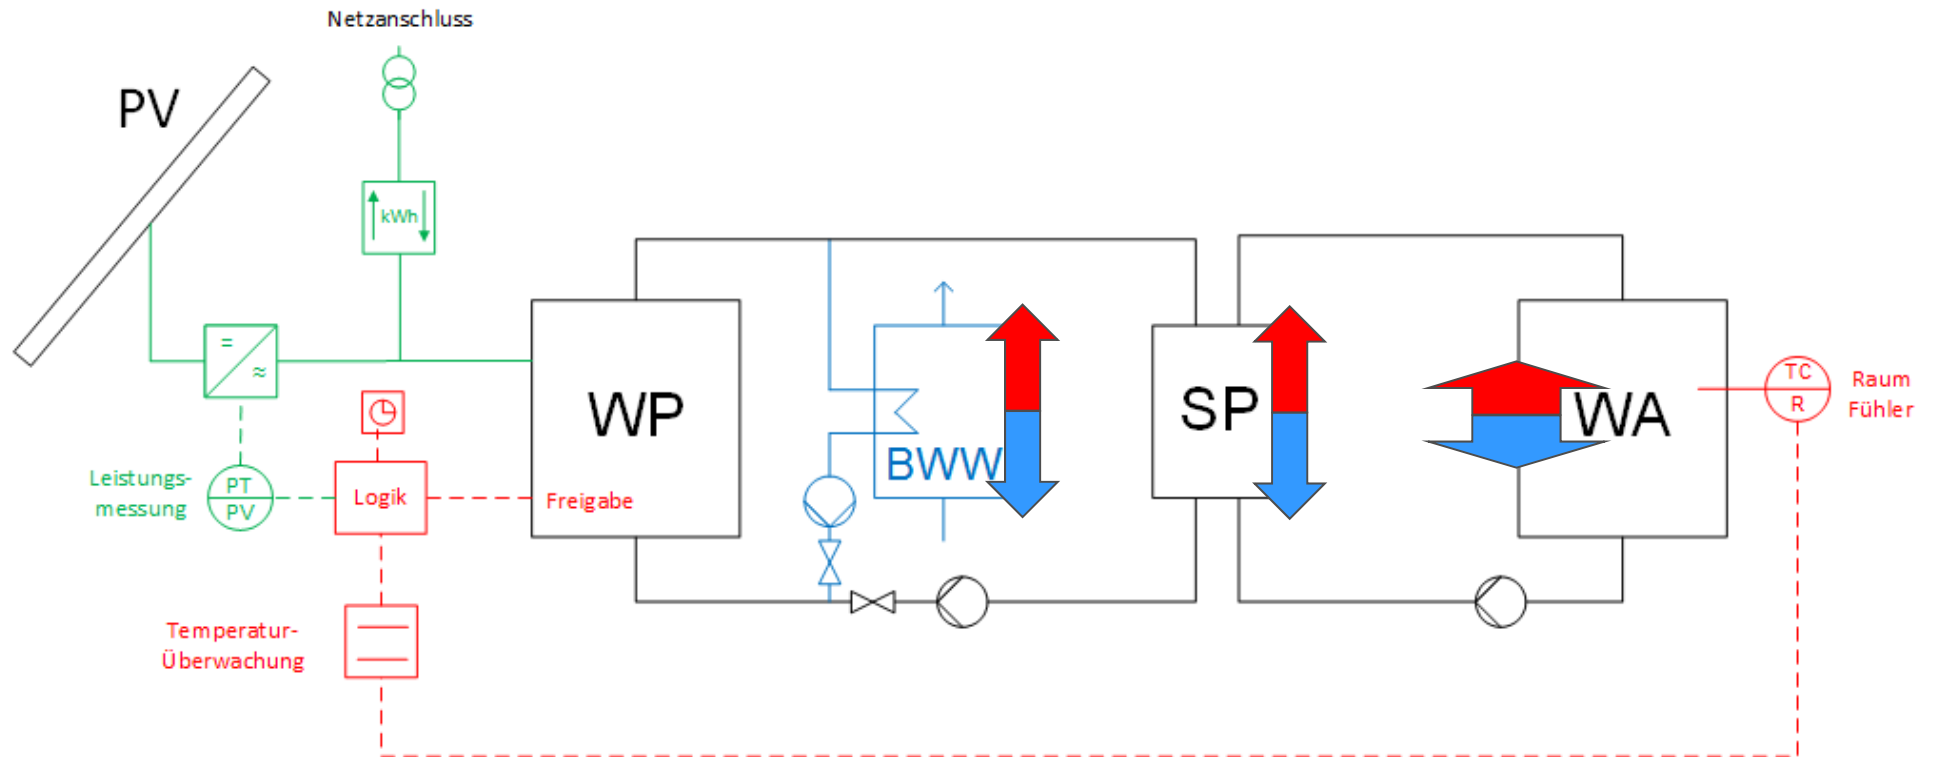 Netzanschluss
PV
kWh
=
≈
WP
BWW
SP
WA
TC
R
Raum
Fühler
Leistungs-
messung
PT
PV
Logik
Freigabe
Temperatur-
Überwachung